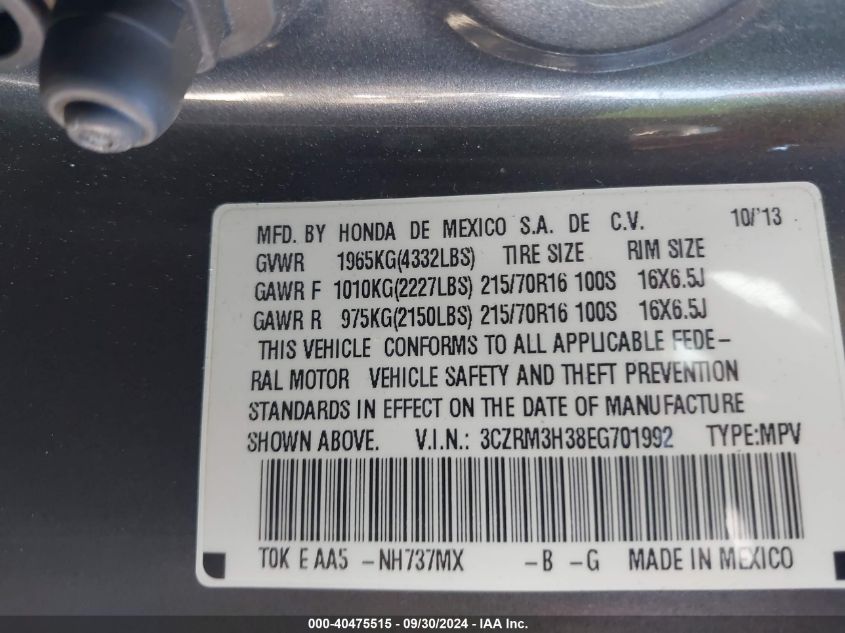 MFD. BY HONDA DE MEXICO S.A. DE C.V. 10/'13
GVWR 1965KG(4332LBS) TIRE SIZE RIM SIZE
GAWR F 1010KG(2227LBS) 215/70R16 100S 16X6.5J
GAWR R 975KG(2150LBS) 215/70R16 100S 16X6.5J
THIS VEHICLE CONFORMS TO ALL APPLICABLE FEDE-
RAL MOTOR VEHICLE SAFETY AND THEFT PREVENTION
STANDARDS IN EFFECT ON THE DATE OF MANUFACTURE
SHOWN ABOVE. V.I.N.: 3CZRM3H38EG701992 TYPE:MPV
T0K E AA5 -NH737MX -B -G MADE IN MEXICO
000-40475515 - 09/30/2024 - © IAA Inc.